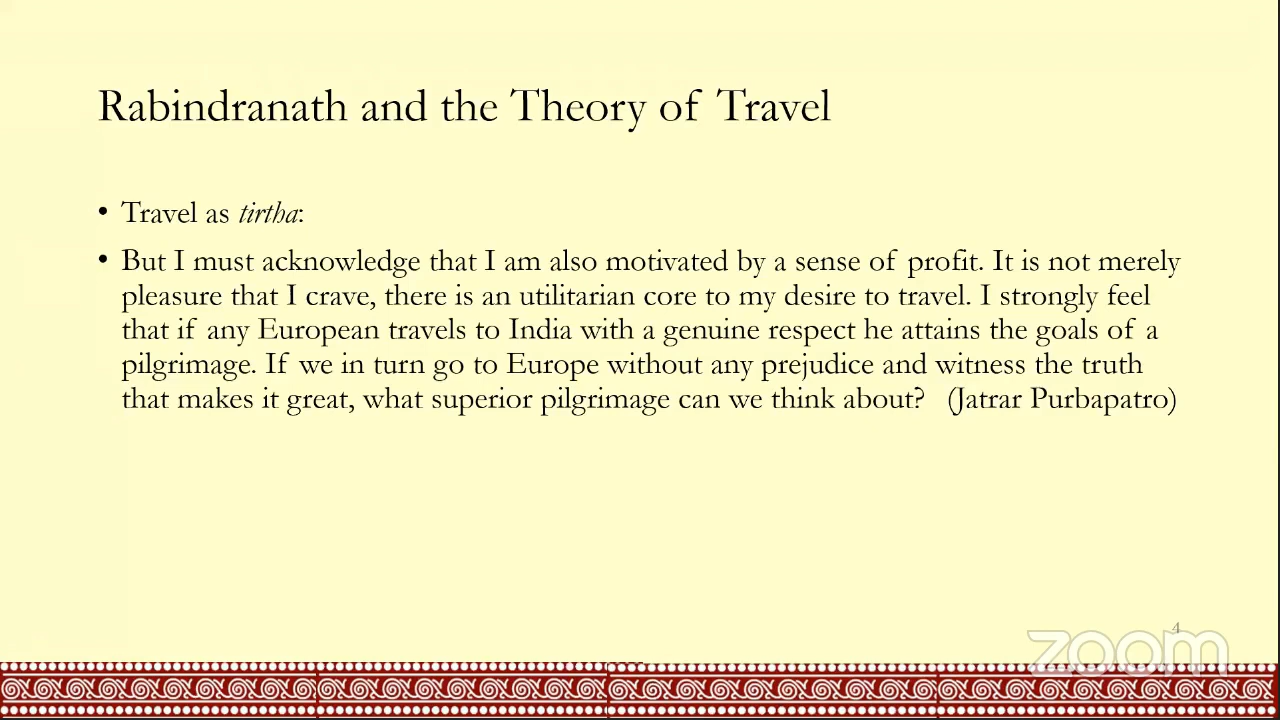 Rabindranath and the Theory of Travel
• Travel as tirtha:
• But I must acknowledge that I am also motivated by a sense of profit. It is not merely
pleasure that I crave, there is an utilitarian core to my desire to travel. I strongly feel
that if any European travels to India with a genuine respect he attains the goals of a
pilgrimage. If we in turn go to Europe without any prejudice and witness the truth
that makes it great, what superior pilgrimage can we think about? (Jatrar Purbapatro)
4
zoom